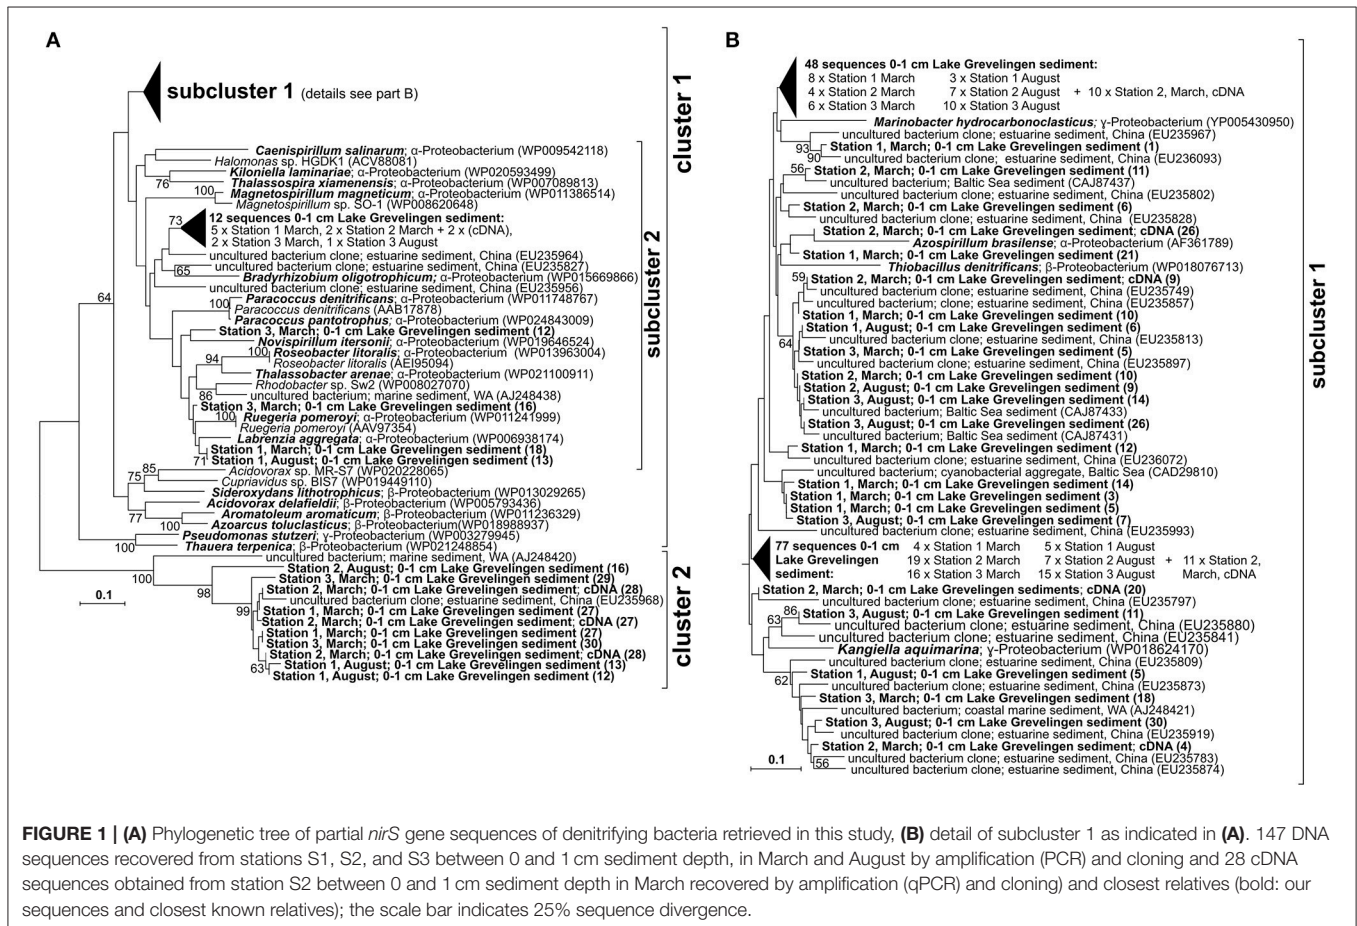 A
subcluster 1 (details see part B)
Caenispirillum salinarum; α-Proteobacterium (WP009542118)
Halomonas sp. HGDK1 (ACV88081)
Kiloniella laminariae; α-Proteobacterium (WP020593499)
76
Thalassospira xiamenensis; α-Proteobacterium (WP007089813)
100
Magnetospirillum magneticum; α-Proteobacterium (WP011386514)
Magnetospirillum sp. SO-1 (WP008620648)
73
12 sequences 0-1 cm Lake Grevelingen sediment:
5 x Station 1 March, 2 x Station 2 March + 2 x (cDNA),
2 x Station 3 March, 1 x Station 3 August
uncultured bacterium clone; estuarine sediment, China (EU235964)
uncultured bacterium clone; estuarine sediment, China (EU235827)
65
Bradyrhizobium oligotrophicum; α-Proteobacterium (WP015669866)
uncultured bacterium clone; estuarine sediment, China (EU235956)
64
Paracoccus denitrificans; α-Proteobacterium (WP011748767)
100
Paracoccus denitrificans (AAB17878)
Paracoccus pantotrophus; α-Proteobacterium (WP024843009)
Station 3, March; 0-1 cm Lake Grevelingen sediment (12)
Novispirillum itersonii; α-Proteobacterium (WP019646524)
100
Roseobacter litoralis; α-Proteobacterium (WP013963004)
94
Roseobacter litoralis (AEI95094)
Thalassobacter arenae; α-Proteobacterium (WP021100911)
Rhodobacter sp. Sw2 (WP008027070)
86
uncultured bacterium; marine sediment, WA (AJ248438)
Station 3, March; 0-1 cm Lake Grevelingen sediment (16)
100
Ruegeria pomeroyi; α-Proteobacterium (WP011241999)
Ruegeria pomeroyi (AAV97354)
Labrenzia aggregata; α-Proteobacterium (WP006938174)
Station 1, March; 0-1 cm Lake Grevelingen sediment (18)
71
Station 1, August; 0-1 cm Lake Grevelingen sediment (13)
85
Acidovorax sp. MR-S7 (WP020228065)
75
Cupriavidus sp. BIS7 (WP019449110)
Sideroxydans lithotrophicus; β-Proteobacterium (WP013029265)
Acidovorax delafieldii; β-Proteobacterium (WP005793436)
77
Aromatoleum aromaticum; β-Proteobacterium (WP011236329)
100
Azoarcus toluclasticus; β-Proteobacterium(WP018988937)
Pseudomonas stutzeri; γ-Proteobacterium (WP003279945)
100
Thauera terpenica; β-Proteobacterium (WP021248854)
uncultured bacterium; marine sediment, WA (AJ248420)
100
Station 2, August; 0-1 cm Lake Grevelingen sediment (16)
Station 3, March; 0-1 cm Lake Grevelingen sediment (29)
98
Station 2, March; 0-1 cm Lake Grevelingen sediment; cDNA (28)
uncultured bacterium clone; estuarine sediment, China (EU235968)
99
Station 1, March; 0-1 cm Lake Grevelingen sediment (27)
Station 2, March; 0-1 cm Lake Grevelingen sediment; cDNA (27)
Station 1, March; 0-1 cm Lake Grevelingen sediment (27)
Station 3, March; 0-1 cm Lake Grevelingen sediment (30)
Station 2, March; 0-1 cm Lake Grevelingen sediment; cDNA (28)
63
Station 1, August; 0-1 cm Lake Grevelingen sediment (13)
Station 1, August; 0-1 cm Lake Grevelingen sediment (12)
0.1
cluster 1
subcluster 2
cluster 2
B
48 sequences 0-1 cm Lake Grevelingen sediment:
8 x Station 1 March 3 x Station 1 August
4 x Station 2 March 7 x Station 2 August + 10 x Station 2, March, cDNA
6 x Station 3 March 10 x Station 3 August
Marinobacter hydrocarbonoclasticus; γ-Proteobacterium (YP005430950)
uncultured bacterium clone; estuarine sediment, China (EU235967)
93
Station 1, March; 0-1 cm Lake Grevelingen sediment (1)
90
uncultured bacterium clone; estuarine sediment, China (EU236093)
56
Station 2, March; 0-1 cm Lake Grevelingen sediment (11)
uncultured bacterium; Baltic Sea sediment (CAJ87437)
uncultured bacterium clone; estuarine sediment, China (EU235802)
Station 2, March; 0-1 cm Lake Grevelingen sediment (6)
uncultured bacterium clone; estuarine sediment, China (EU235828)
Station 2, March; 0-1 cm Lake Grevelingen sediment; cDNA (26)
Azospirillum brasilense; α-Proteobacterium (AF361789)
Station 1, March; 0-1 cm Lake Grevelingen sediment (21)
Thiobacillus denitrificans; β-Proteobacterium (WP018076713)
59
Station 2, March; 0-1 cm Lake Grevelingen sediment; cDNA (9)
uncultured bacterium clone; estuarine sediment, China (EU235749)
uncultured bacterium clone; estuarine sediment, China (EU235857)
Station 1, March; 0-1 cm Lake Grevelingen sediment (10)
Station 1, August; 0-1 cm Lake Grevelingen sediment (6)
uncultured bacterium clone; estuarine sediment, China (EU235813)
64
Station 3, March; 0-1 cm Lake Grevelingen sediment (5)
uncultured bacterium clone; estuarine sediment, China (EU235897)
Station 2, March; 0-1 cm Lake Grevelingen sediment (10)
Station 2, August; 0-1 cm Lake Grevelingen sediment (9)
Station 3, August; 0-1 cm Lake Grevelingen sediment (14)
uncultured bacterium; Baltic Sea sediment (CAJ87433)
Station 3, August; 0-1 cm Lake Grevelingen sediment (26)
uncultured bacterium; Baltic Sea sediment (CAJ87431)
Station 1, March; 0-1 cm Lake Grevelingen sediment (12)
uncultured bacterium clone; estuarine sediment, China (EU236072)
uncultured bacterium; cyanobacterial aggregate, Baltic Sea (CAD29810)
Station 1, March; 0-1 cm Lake Grevelingen sediment (14)
Station 1, March; 0-1 cm Lake Grevelingen sediment (3)
Station 1, March; 0-1 cm Lake Grevelingen sediment (5)
Station 3, August; 0-1 cm Lake Grevelingen sediment (7)
uncultured bacterium clone; estuarine sediment, China (EU235993)
77 sequences 0-1 cm 4 x Station 1 March 5 x Station 1 August
Lake Grevelingen 19 x Station 2 March 7 x Station 2 August + 11 x Station 2,
sediment: 16 x Station 3 March 15 x Station 3 August March, cDNA
Station 2, March; 0-1 cm Lake Grevelingen sediments; cDNA (20)
uncultured bacterium clone; estuarine sediment, China (EU235797)
86
Station 3, August; 0-1 cm Lake Grevelingen sediment (11)
63
uncultured bacterium clone; estuarine sediment, China (EU235880)
uncultured bacterium clone; estuarine sediment, China (EU235841)
Kangiella aquimarina; γ-Proteobacterium (WP018624170)
uncultured bacterium clone; estuarine sediment, China (EU235809)
62
Station 1, August; 0-1 cm Lake Grevelingen sediment (5)
uncultured bacterium clone; estuarine sediment, China (EU235873)
Station 3, March; 0-1 cm Lake Grevelingen sediment (18)
uncultured bacterium; coastal marine sediment, WA (AJ248421)
Station 3, August; 0-1 cm Lake Grevelingen sediment (30)
uncultured bacterium clone; estuarine sediment, China (EU235919)
Station 2, March; 0-1 cm Lake Grevelingen sediment; cDNA (4)
uncultured bacterium clone; estuarine sediment, China (EU235783)
56
uncultured bacterium clone; estuarine sediment, China (EU235874)
0.1
subcluster 1
FIGURE 1 | (A) Phylogenetic tree of partial nirS gene sequences of denitrifying bacteria retrieved in this study, (B) detail of subcluster 1 as indicated in (A). 147 DNA
sequences recovered from stations S1, S2, and S3 between 0 and 1 cm sediment depth, in March and August by amplification (PCR) and cloning and 28 cDNA
sequences obtained from station S2 between 0 and 1 cm sediment depth in March recovered by amplification (qPCR) and cloning) and closest relatives (bold: our
sequences and closest known relatives); the scale bar indicates 25% sequence divergence.